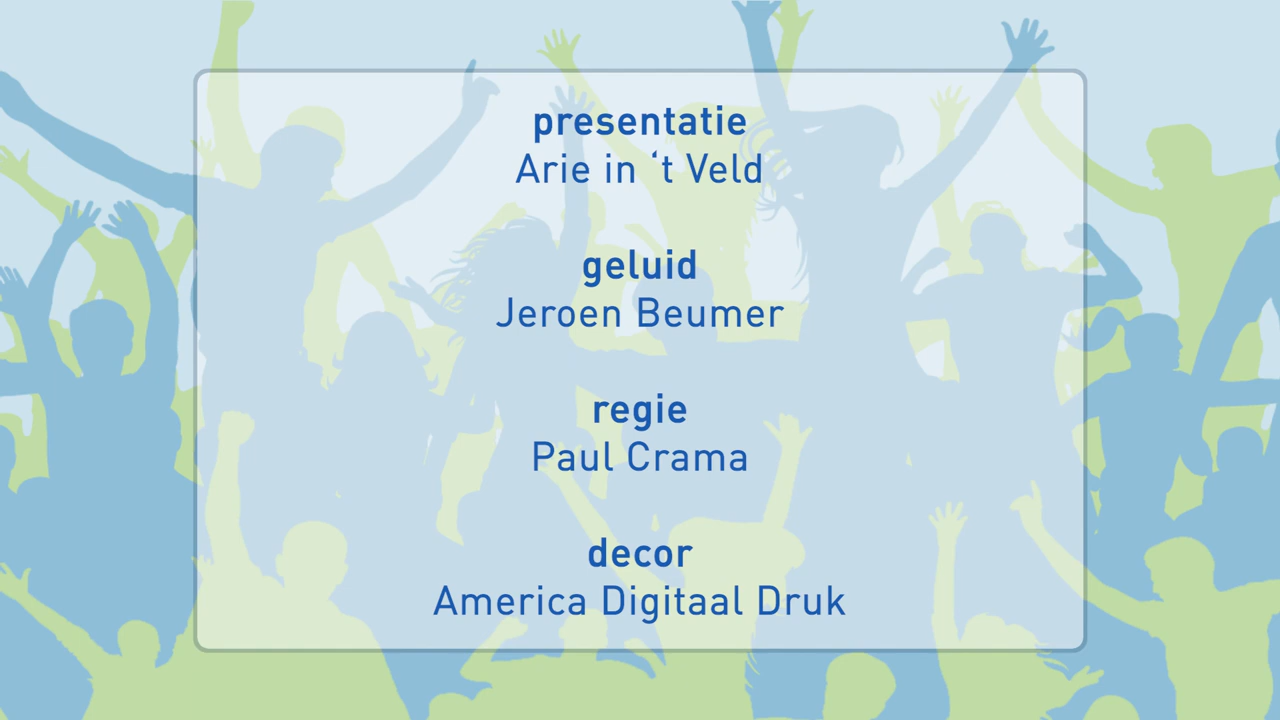 presentatie
Arie in ‘t Veld
geluid
Jeroen Beumer
regie
Paul Crama
decor
America Digitaal Druk